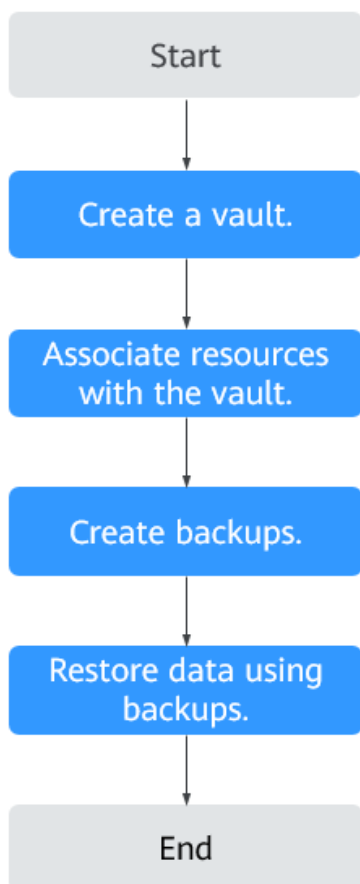 Start
Create a vault.
Associate resources
with the vault.
Create backups.
Restore data using
backups.
End